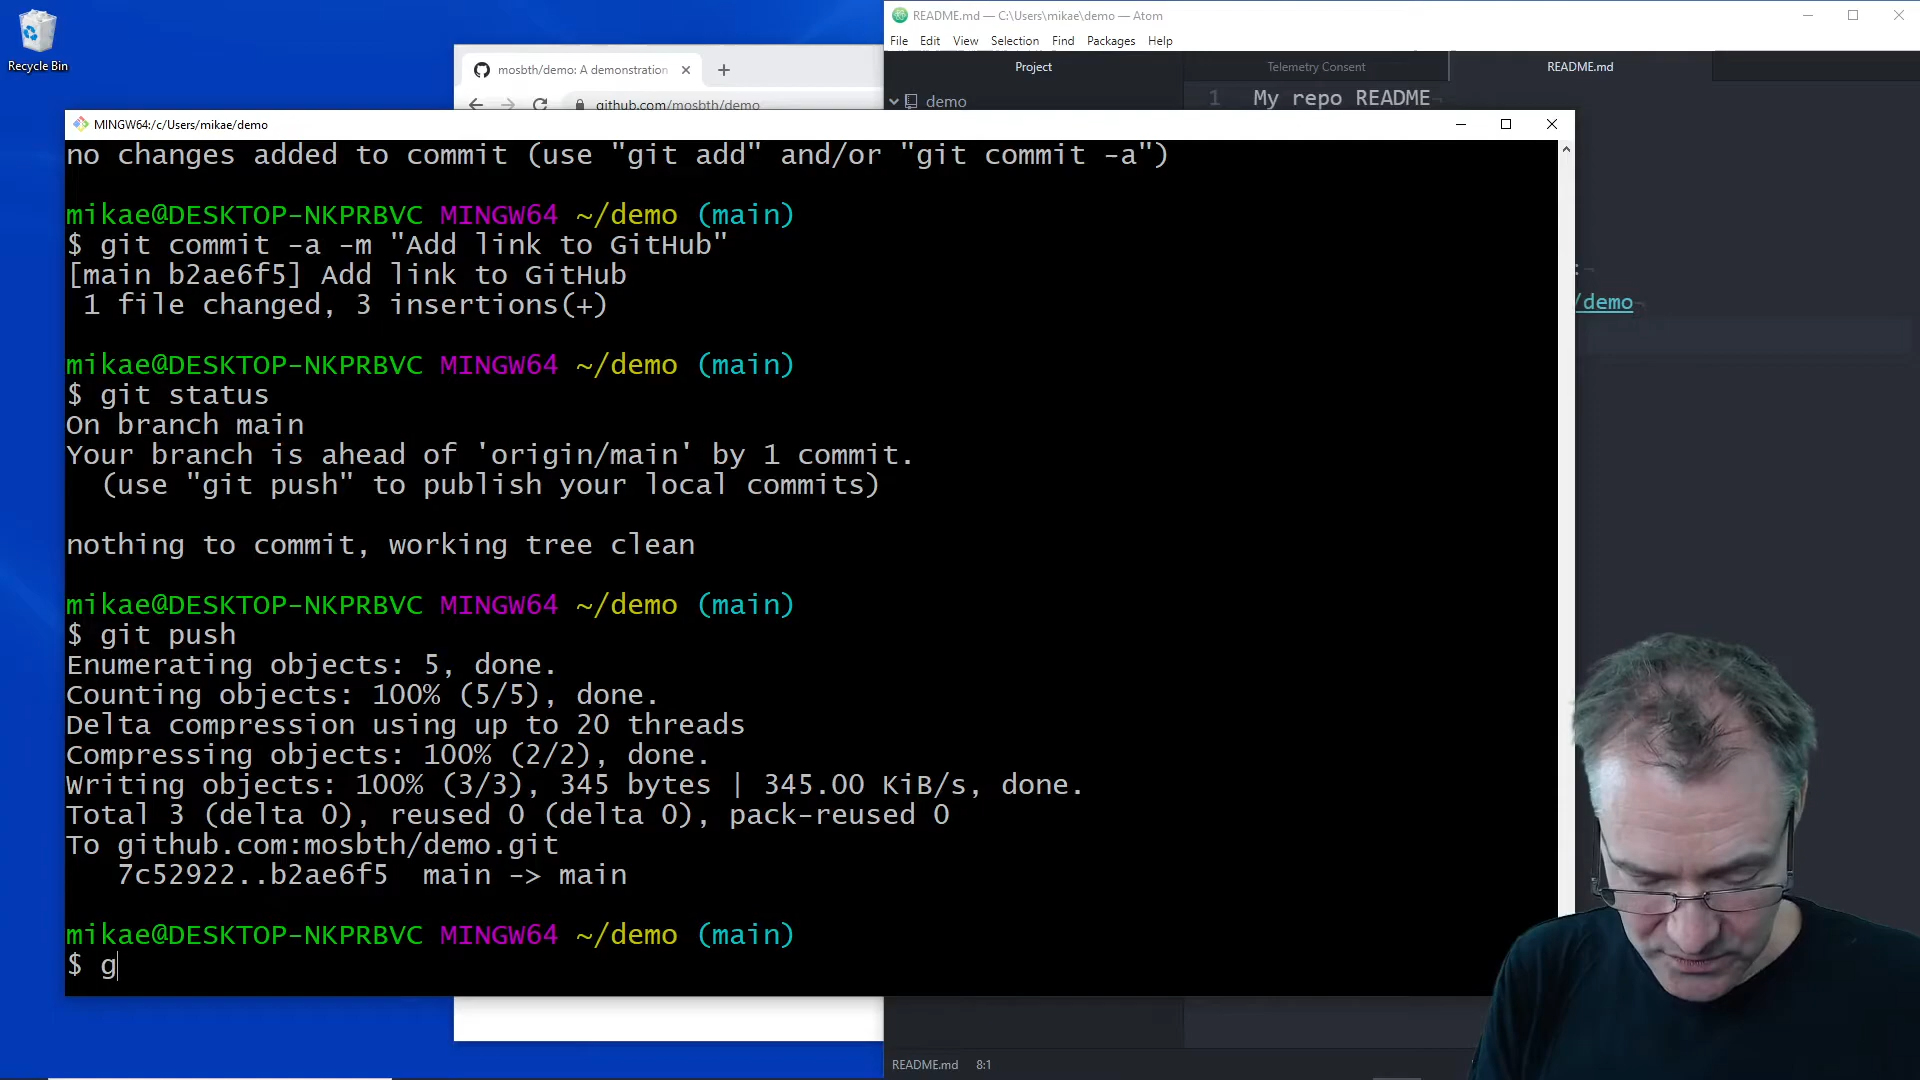 Recycle Bin
mosbth/demo: A demonstration
github.com/mosbth/demo
README.md — C:\Users\mikae\demo — Atom
File Edit View Selection Find Packages Help
Project
Telemetry Consent
README.md
demo
1 My repo README
MINGW64:/c/Users/mikae/demo
no changes added to commit (use "git add" and/or "git commit -a")
mikae@DESKTOP-NKPRBVC MINGW64 ~/demo (main)
$ git commit -a -m "Add link to GitHub"
[main b2ae6f5] Add link to GitHub
1 file changed, 3 insertions(+)
mikae@DESKTOP-NKPRBVC MINGW64 ~/demo (main)
$ git status
On branch main
Your branch is ahead of 'origin/main' by 1 commit.
(use "git push" to publish your local commits)
nothing to commit, working tree clean
mikae@DESKTOP-NKPRBVC MINGW64 ~/demo (main)
$ git push
Enumerating objects: 5, done.
Counting objects: 100% (5/5), done.
Delta compression using up to 20 threads
Compressing objects: 100% (2/2), done.
Writing objects: 100% (3/3), 345 bytes | 345.00 KiB/s, done.
Total 3 (delta 0), reused 0 (delta 0), pack-reused 0
To github.com:mosbth/demo.git
7c52922..b2ae6f5 main -> main
mikae@DESKTOP-NKPRBVC MINGW64 ~/demo (main)
$ g
:
/demo
README.md 8:1